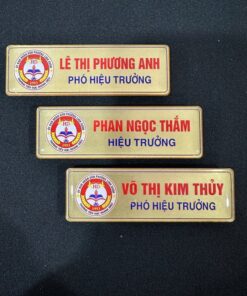 LÊ THỊ PHƯƠNG ANH
PHÓ HIỆU TRƯỞNG
PHAN NGỌC THẮM
HIỆU TRƯỞNG
VÕ THỊ KIM THỦY
PHÓ HIỆU TRƯỞNG